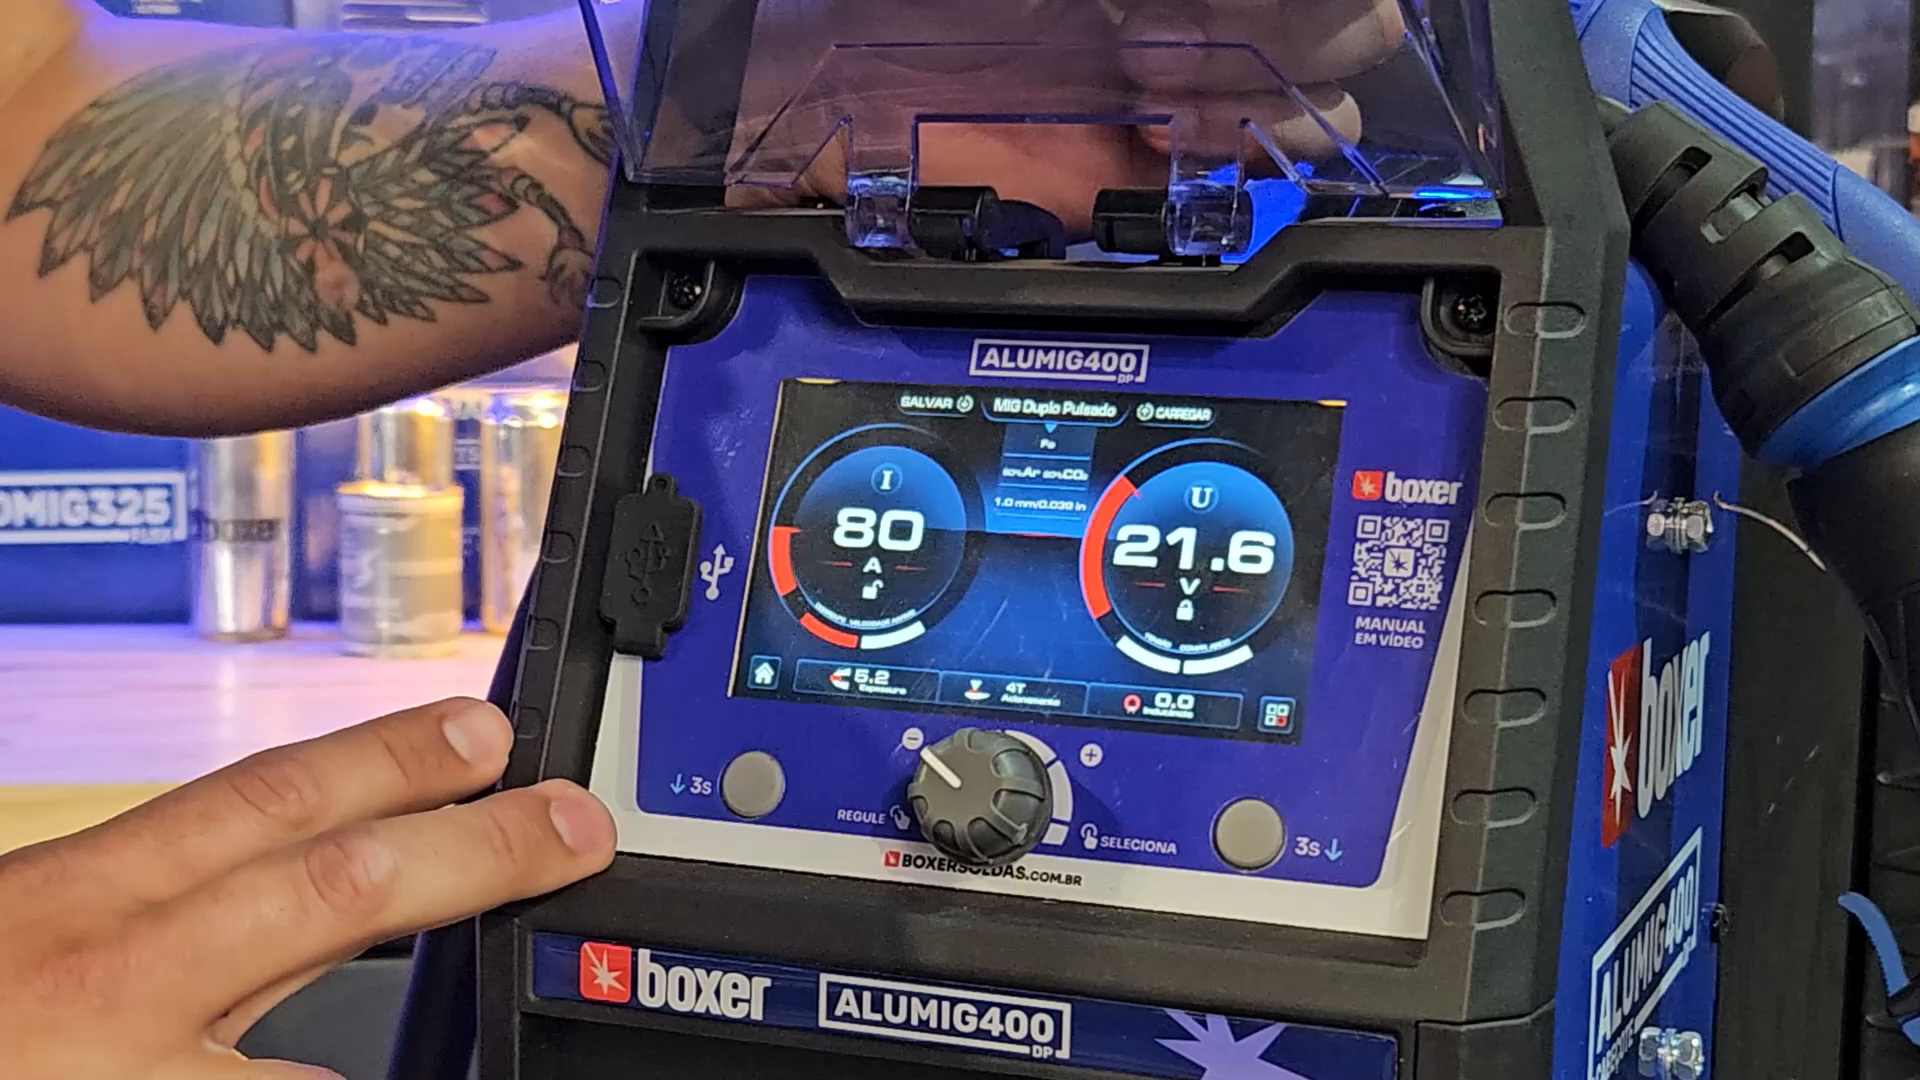 ALUMIG400
DP
SALVAR
MIG Duplo Pulsado
CARREGAR
Fe
80%Ar 20%CO₂
1.0 mm/0.039 in
I
80
A
U
21.6
V
5.2
Espessura
4T
Acionamento
0.0
Indutância
boxer
MANUAL
EM VÍDEO
3s
REGULE
SELECIONA
3s
BOXERSOLDAS.COM.BR
boxer
ALUMIG400
DP
boxer
ALUMIG400
CABEÇOTE
OMIG325
boxer